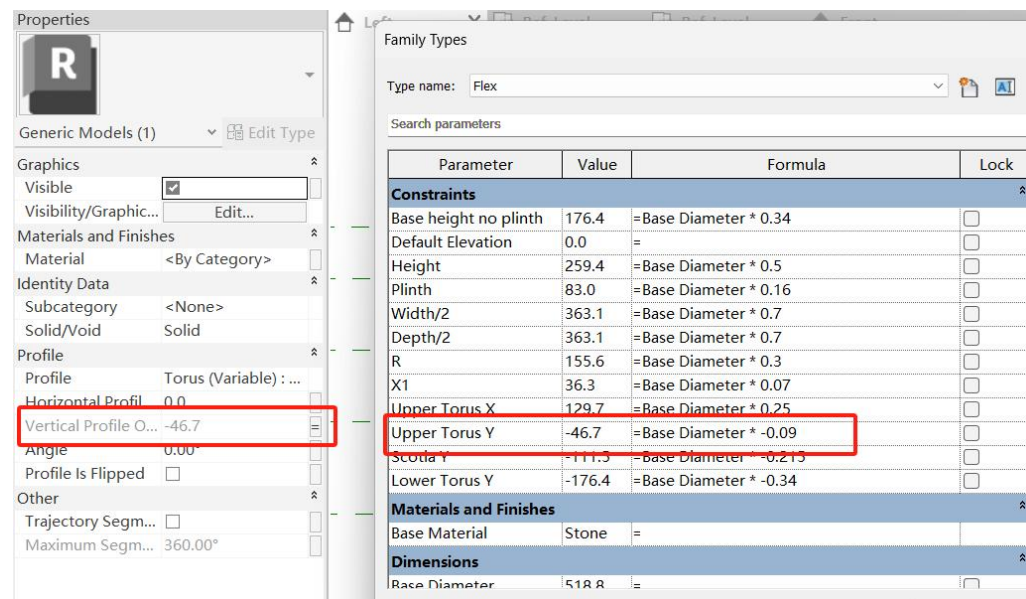 Properties
R
Generic Models (1)
Edit Type
Graphics
Visible
Visibility/Graphic...
Edit...
Materials and Finishes
Material
<By Category>
Identity Data
Subcategory
<None>
Solid/Void
Solid
Profile
Profile
Torus (Variable) : ...
Horizontal Profil
0.0
Vertical Profile O...
-46.7
=
Angle
0.00°
Profile Is Flipped
Other
Trajectory Segm...
Maximum Segm...
360.00°
Left
Ref. Level
Ref. Level
Front
Family Types
Type name:
Flex
AI
Search parameters
Parameter Value Formula Lock
Constraints
Base height no plinth 176.4 =Base Diameter * 0.34
Default Elevation 0.0 =
Height 259.4 =Base Diameter * 0.5
Plinth 83.0 =Base Diameter * 0.16
Width/2 363.1 =Base Diameter * 0.7
Depth/2 363.1 =Base Diameter * 0.7
R 155.6 =Base Diameter * 0.3
X1 36.3 =Base Diameter * 0.07
Upper Torus X 129.7 =Base Diameter * 0.25
Upper Torus Y -46.7 =Base Diameter * -0.09
Scotia Y -111.5 =Base Diameter * -0.215
Lower Torus Y -176.4 =Base Diameter * -0.34
Materials and Finishes
Base Material Stone =
Dimensions
Base Diameter 518.8 =